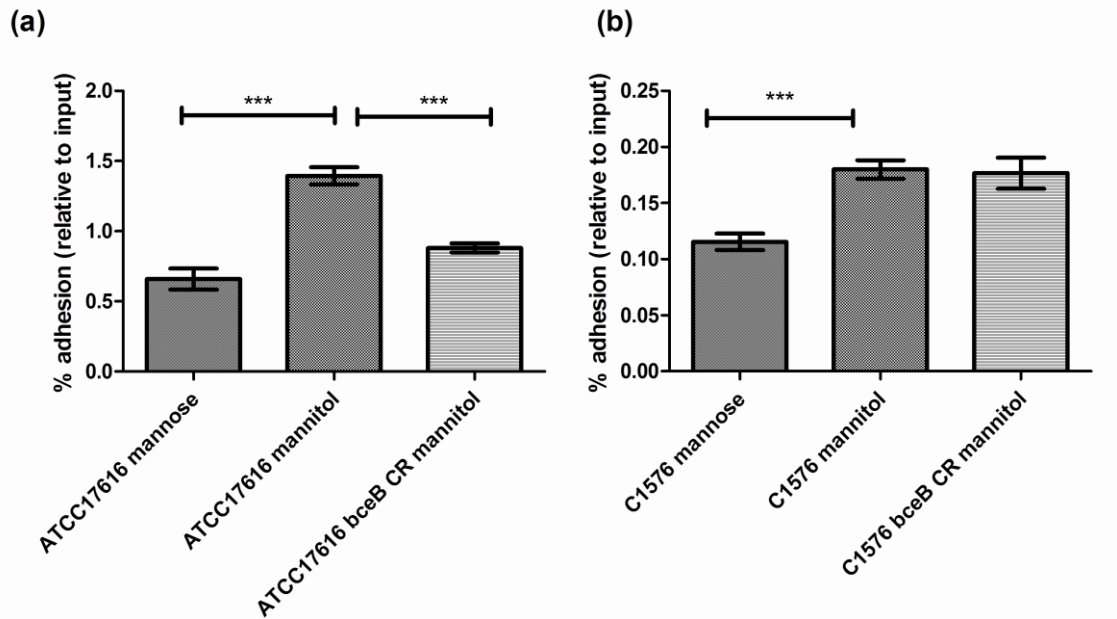 (a)
% adhesion (relative to input)
2.0
1.5
1.0
0.5
0.0
***
***
ATCC17616 mannose
ATCC17616 mannitol
ATCC17616 bceB CR mannitol
(b)
% adhesion (relative to input)
0.25
0.20
0.15
0.10
0.05
0.00
***
C1576 mannose
C1576 mannitol
C1576 bceB CR mannitol